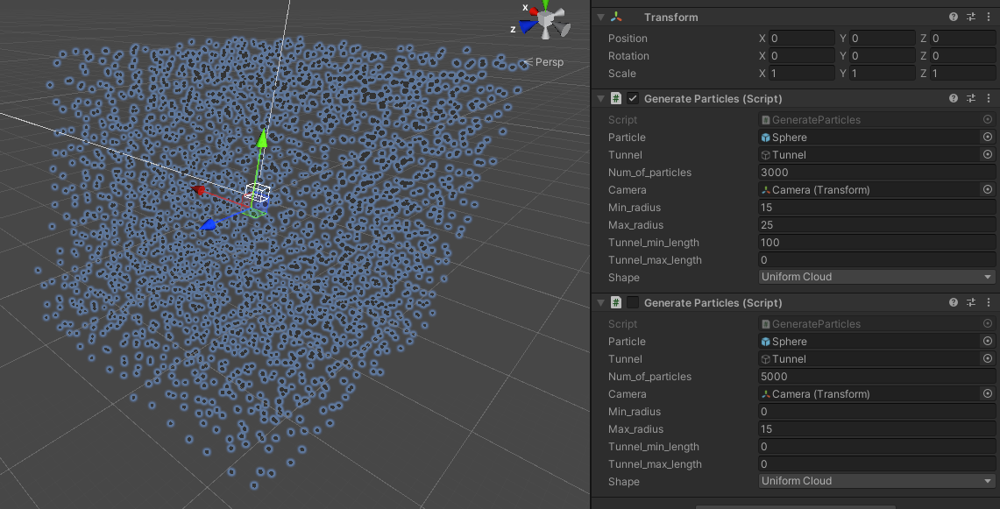 x
z
< Persp
Transform
Position X 0 Y 0 Z 0
Rotation X 0 Y 0 Z 0
Scale X 1 Y 1 Z 1
# Generate Particles (Script)
Script # GenerateParticles
Particle Sphere
Tunnel Tunnel
Num_of_particles 3000
Camera Camera (Transform)
Min_radius 15
Max_radius 25
Tunnel_min_length 100
Tunnel_max_length 0
Shape Uniform Cloud
# Generate Particles (Script)
Script # GenerateParticles
Particle Sphere
Tunnel Tunnel
Num_of_particles 5000
Camera Camera (Transform)
Min_radius 0
Max_radius 15
Tunnel_min_length 0
Tunnel_max_length 0
Shape Uniform Cloud